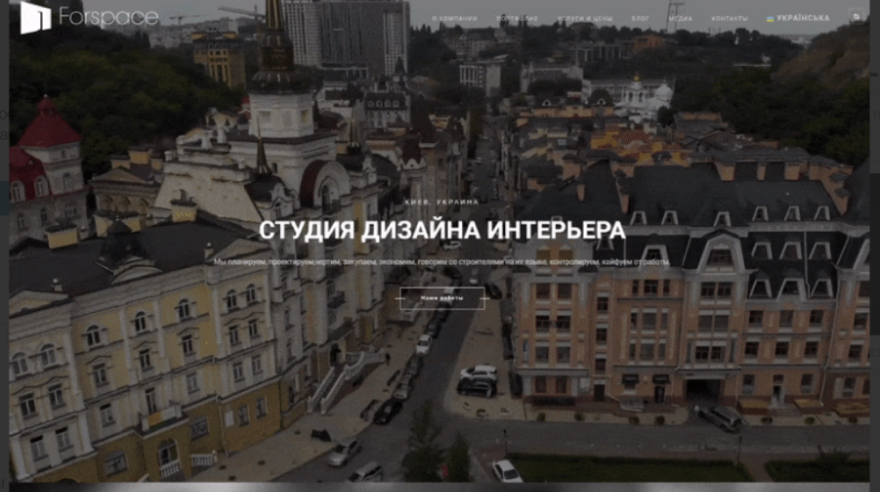 Forspace
О КОМПАНИИ ПОРТФОЛИО УСЛУГИ И ЦЕНЫ БЛОГ МЕДИА КОНТАКТЫ УКРАЇНСЬКА
КИЕВ, УКРАИНА
СТУДИЯ ДИЗАЙНА ИНТЕРЬЕРА
Мы планируем, проектируем, чертим, закупаем, экономим, говорим со строителями на их языке, контролируем, кайфуем от работы.
Наши работы